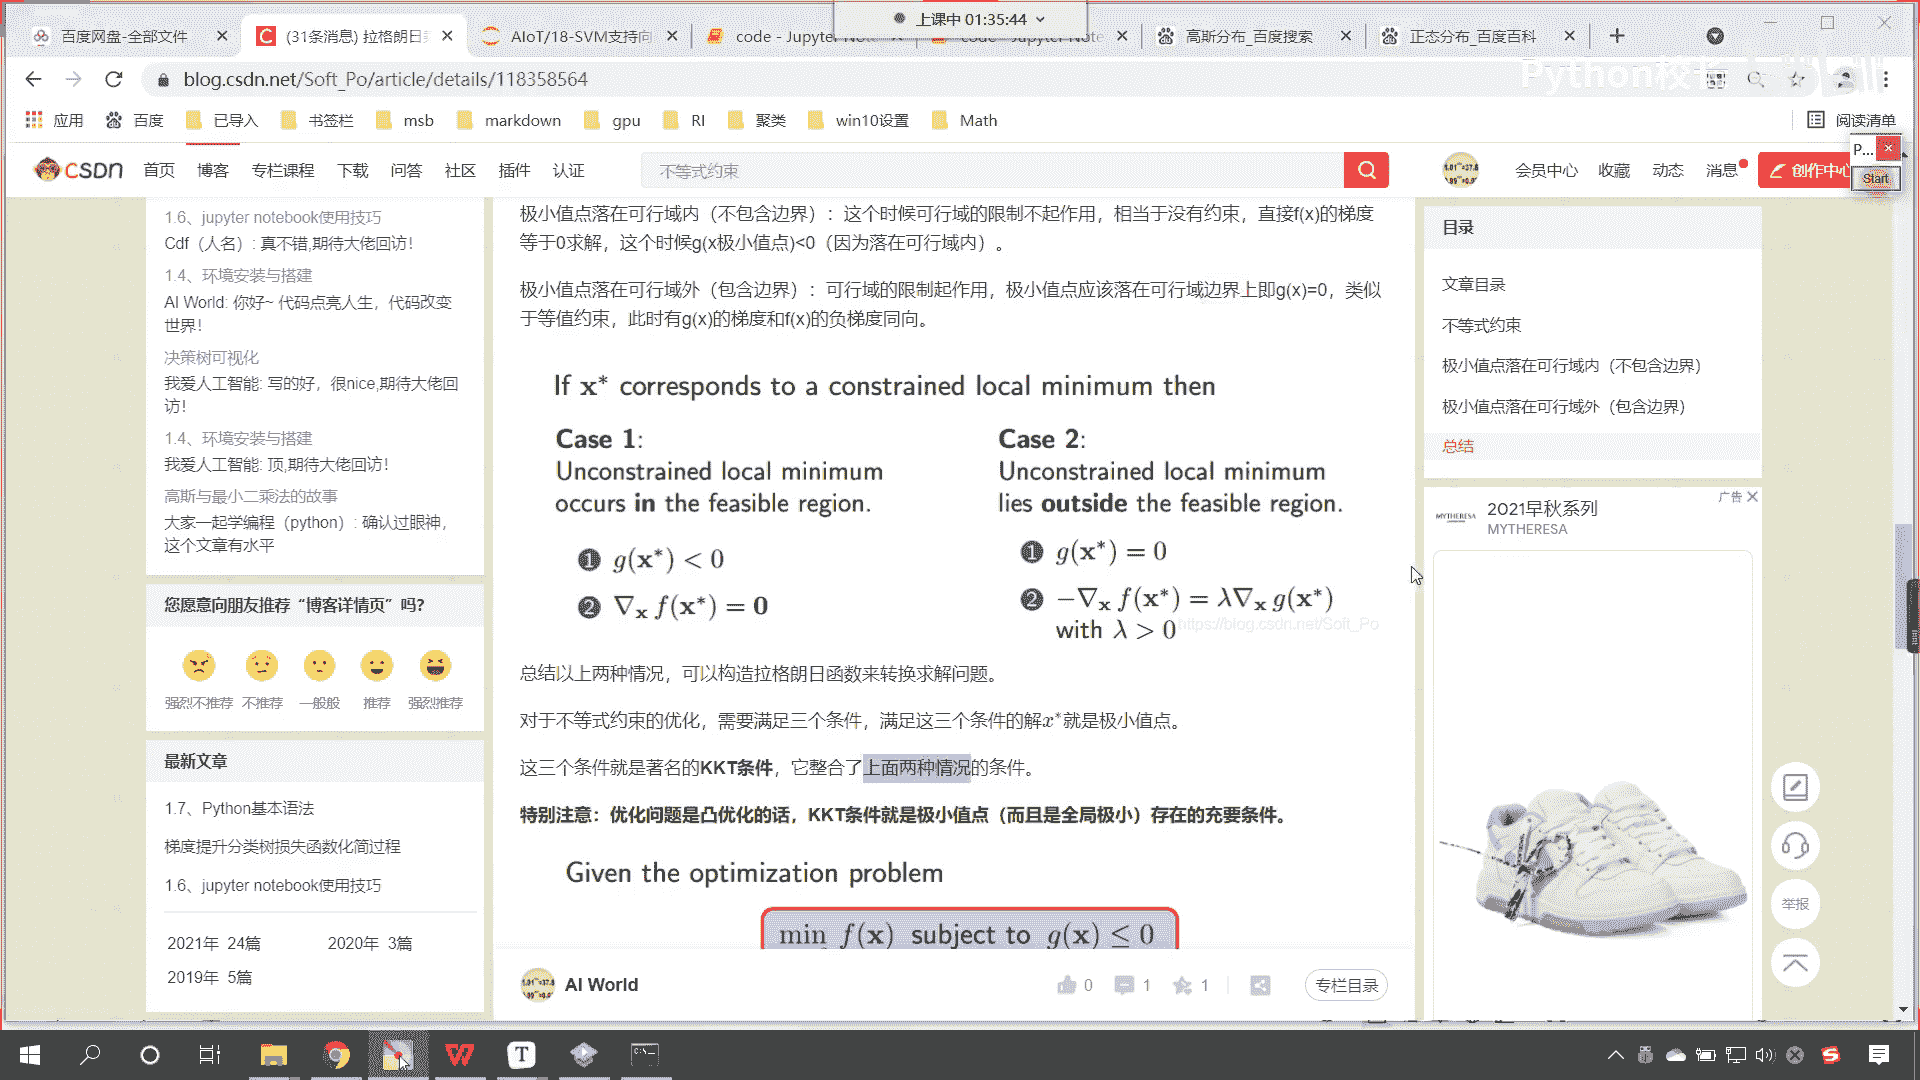 上课中 01:35:44
百度网盘-全部文件
(31条消息) 拉格朗日
AIoT/18-SVM支持向
code - Jupyter Note
code - Jupyter Note
高斯分布_百度搜索
正态分布_百度百科
blog.csdn.net/Soft_Po/article/details/118358564
应用 百度 已导入 书签栏 msb markdown gpu RI 聚类 win10设置 Math
阅读清单
CSDN 首页 博客 专栏课程 下载 问答 社区 插件 认证
不等式约束
会员中心 收藏 动态 消息 创作中心
P...
Start
1.6、jupyter notebook使用技巧
Cdf（人名）: 真不错,期待大佬回访！
1.4、环境安装与搭建
AI World: 你好~ 代码点亮人生，代码改变
世界！
决策树可视化
我爱人工智能: 写的好，很nice,期待大佬回
访！
1.4、环境安装与搭建
我爱人工智能: 顶,期待大佬回访！
高斯与最小二乘法的故事
大家一起学编程（python）: 确认过眼神，
这个文章有水平
您愿意向朋友推荐“博客详情页”吗？
强烈不推荐 不推荐 一般般 推荐 强烈推荐
最新文章
1.7、Python基本语法
梯度提升分类树损失函数化简过程
1.6、jupyter notebook使用技巧
2021年 24篇
2020年 3篇
2019年 5篇
极小值点落在可行域内（不包含边界）：这个时候可行域的限制不起作用，相当于没有约束，直接f(x)的梯度
等于0求解，这个时候g(x极小值点)<0（因为落在可行域内）。
极小值点落在可行域外（包含边界）：可行域的限制起作用，极小值点应该落在可行域边界上即g(x)=0，类似
于等值约束，此时有g(x)的梯度和f(x)的负梯度同向。
If x* corresponds to a constrained local minimum then
Case 1:
Unconstrained local minimum
occurs in the feasible region.
1 g(x*) < 0
2 ∇x f(x*) = 0
Case 2:
Unconstrained local minimum
lies outside the feasible region.
1 g(x*) = 0
2 −∇x f(x*) = λ∇x g(x*)
with λ > 0
https://blog.csdn.net/Soft_Po
总结以上两种情况，可以构造拉格朗日函数来转换求解问题。
对于不等式约束的优化，需要满足三个条件，满足这三个条件的解x*就是极小值点。
这三个条件就是著名的KKT条件，它整合了上面两种情况的条件。
特别注意：优化问题是凸优化的话，KKT条件就是极小值点（而且是全局极小）存在的充要条件。
Given the optimization problem
min f(x) subject to g(x) ≤ 0
AI World
0 1 1
专栏目录
目录
文章目录
不等式约束
极小值点落在可行域内（不包含边界）
极小值点落在可行域外（包含边界）
总结
广告
MYTHERESA
2021早秋系列
MYTHERESA
举报